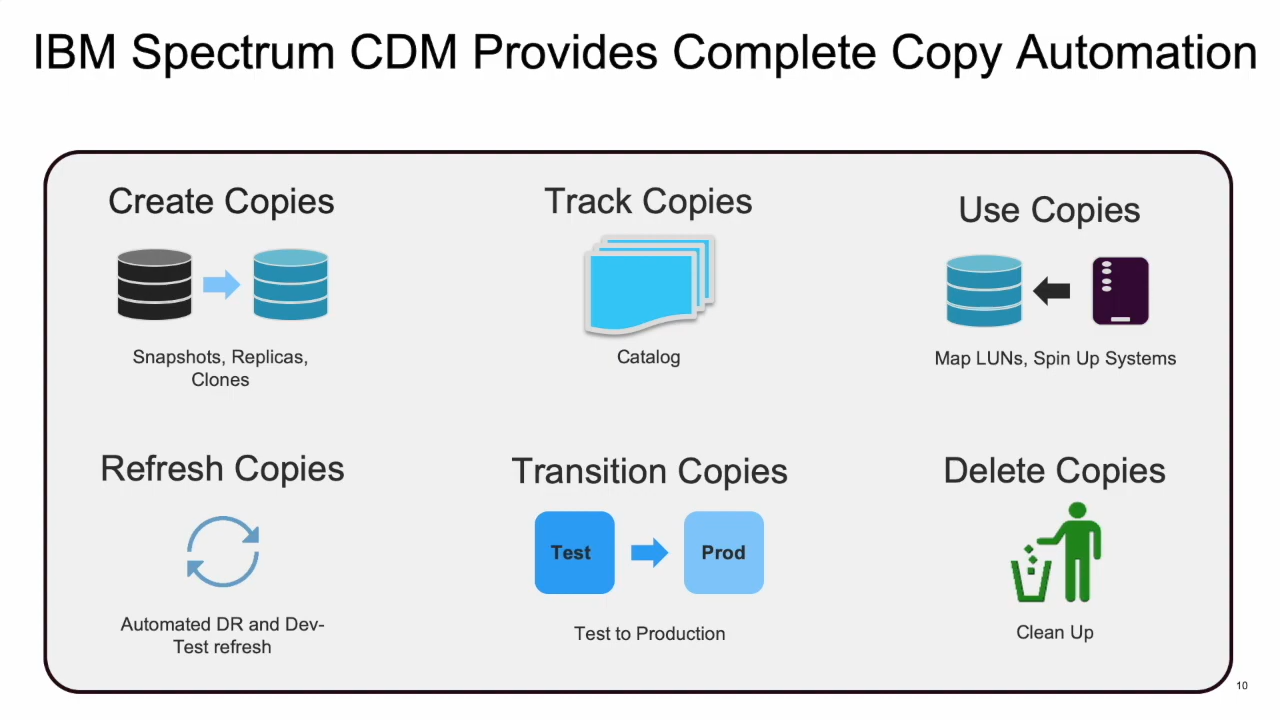 IBM Spectrum CDM Provides Complete Copy Automation
Create Copies
Snapshots, Replicas,
Clones
Track Copies
Catalog
Use Copies
Map LUNs, Spin Up Systems
Refresh Copies
Automated DR and Dev-
Test refresh
Transition Copies
Test
Prod
Test to Production
Delete Copies
Clean Up
10